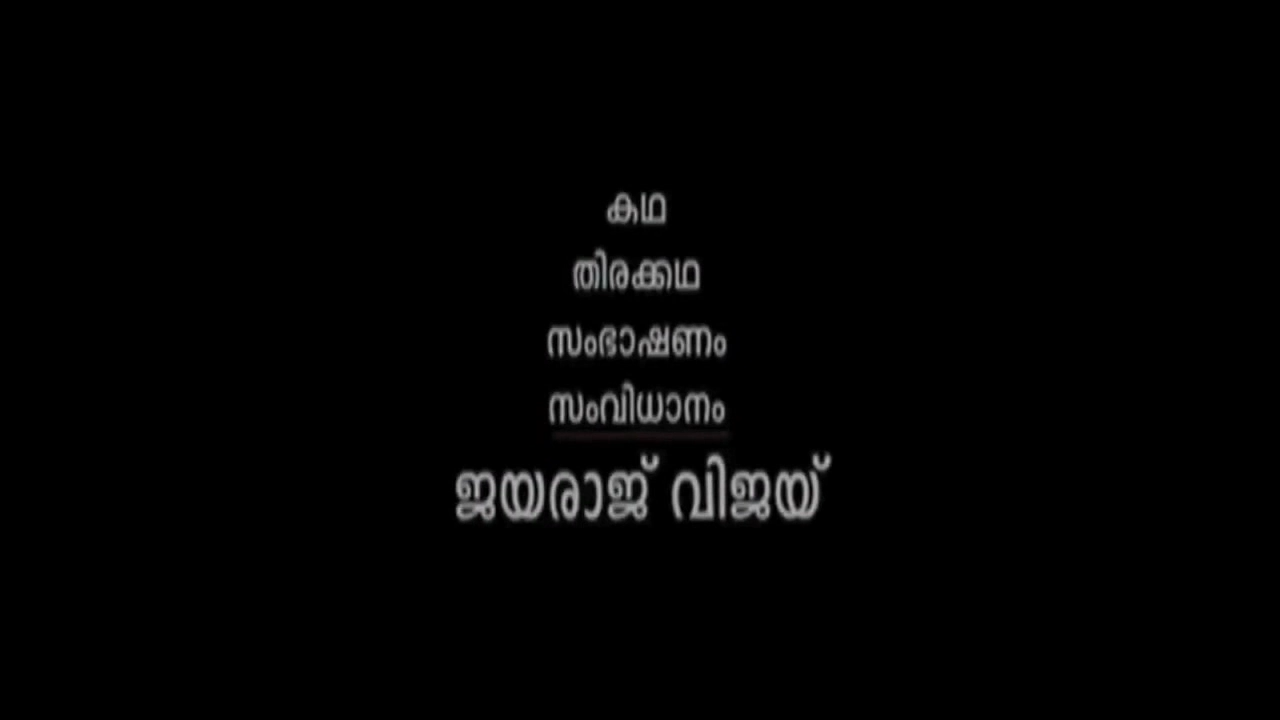 കഥ
തിരക്കഥ
സംഭാഷണം
സംവിധാനം
ജയരാജ് വിജയ്